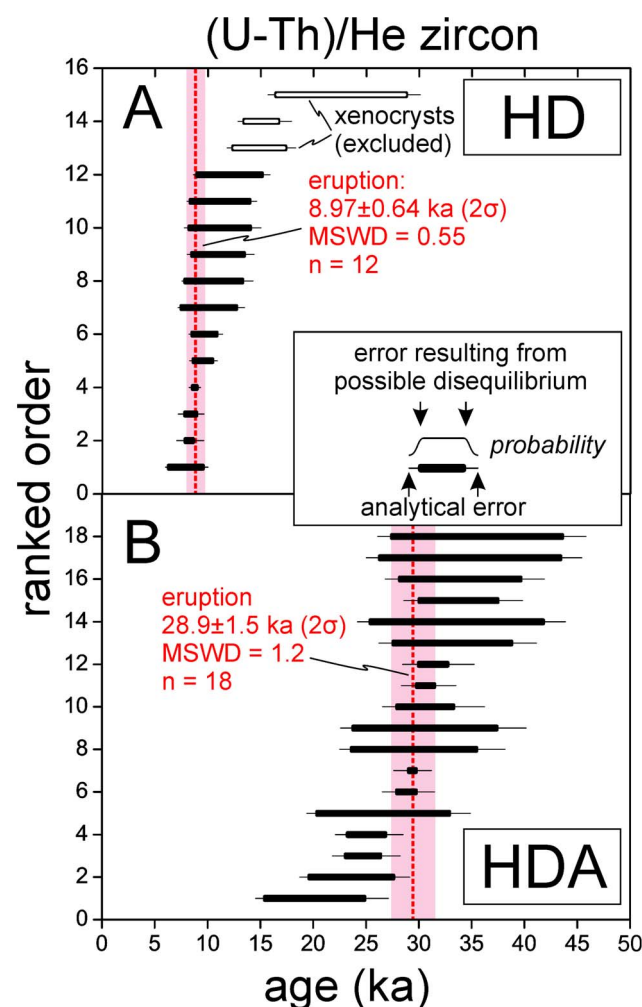 (U-Th)/He zircon
16
14
12
10
8
6
4
2
0
A
HD
xenocrysts
(excluded)
eruption:
8.97±0.64 ka (2σ)
MSWD = 0.55
n = 12
error resulting from
possible disequilibrium
probability
analytical error
ranked order
18
16
14
12
10
8
6
4
2
0
B
eruption
28.9±1.5 ka (2σ)
MSWD = 1.2
n = 18
HDA
0 5 10 15 20 25 30 35 40 45 50
age (ka)